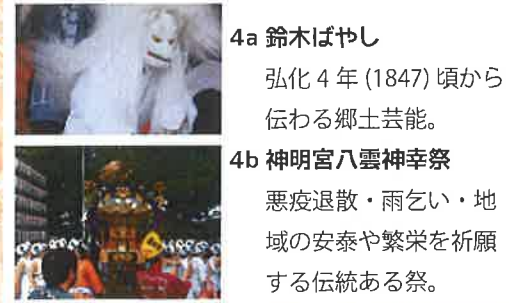 4a 鈴木ばやし
弘化 4 年 (1847) 頃から
伝わる郷土芸能。
4b 神明宮八雲神幸祭
悪疫退散・雨乞い・地
域の安泰や繁栄を祈願
する伝統ある祭。